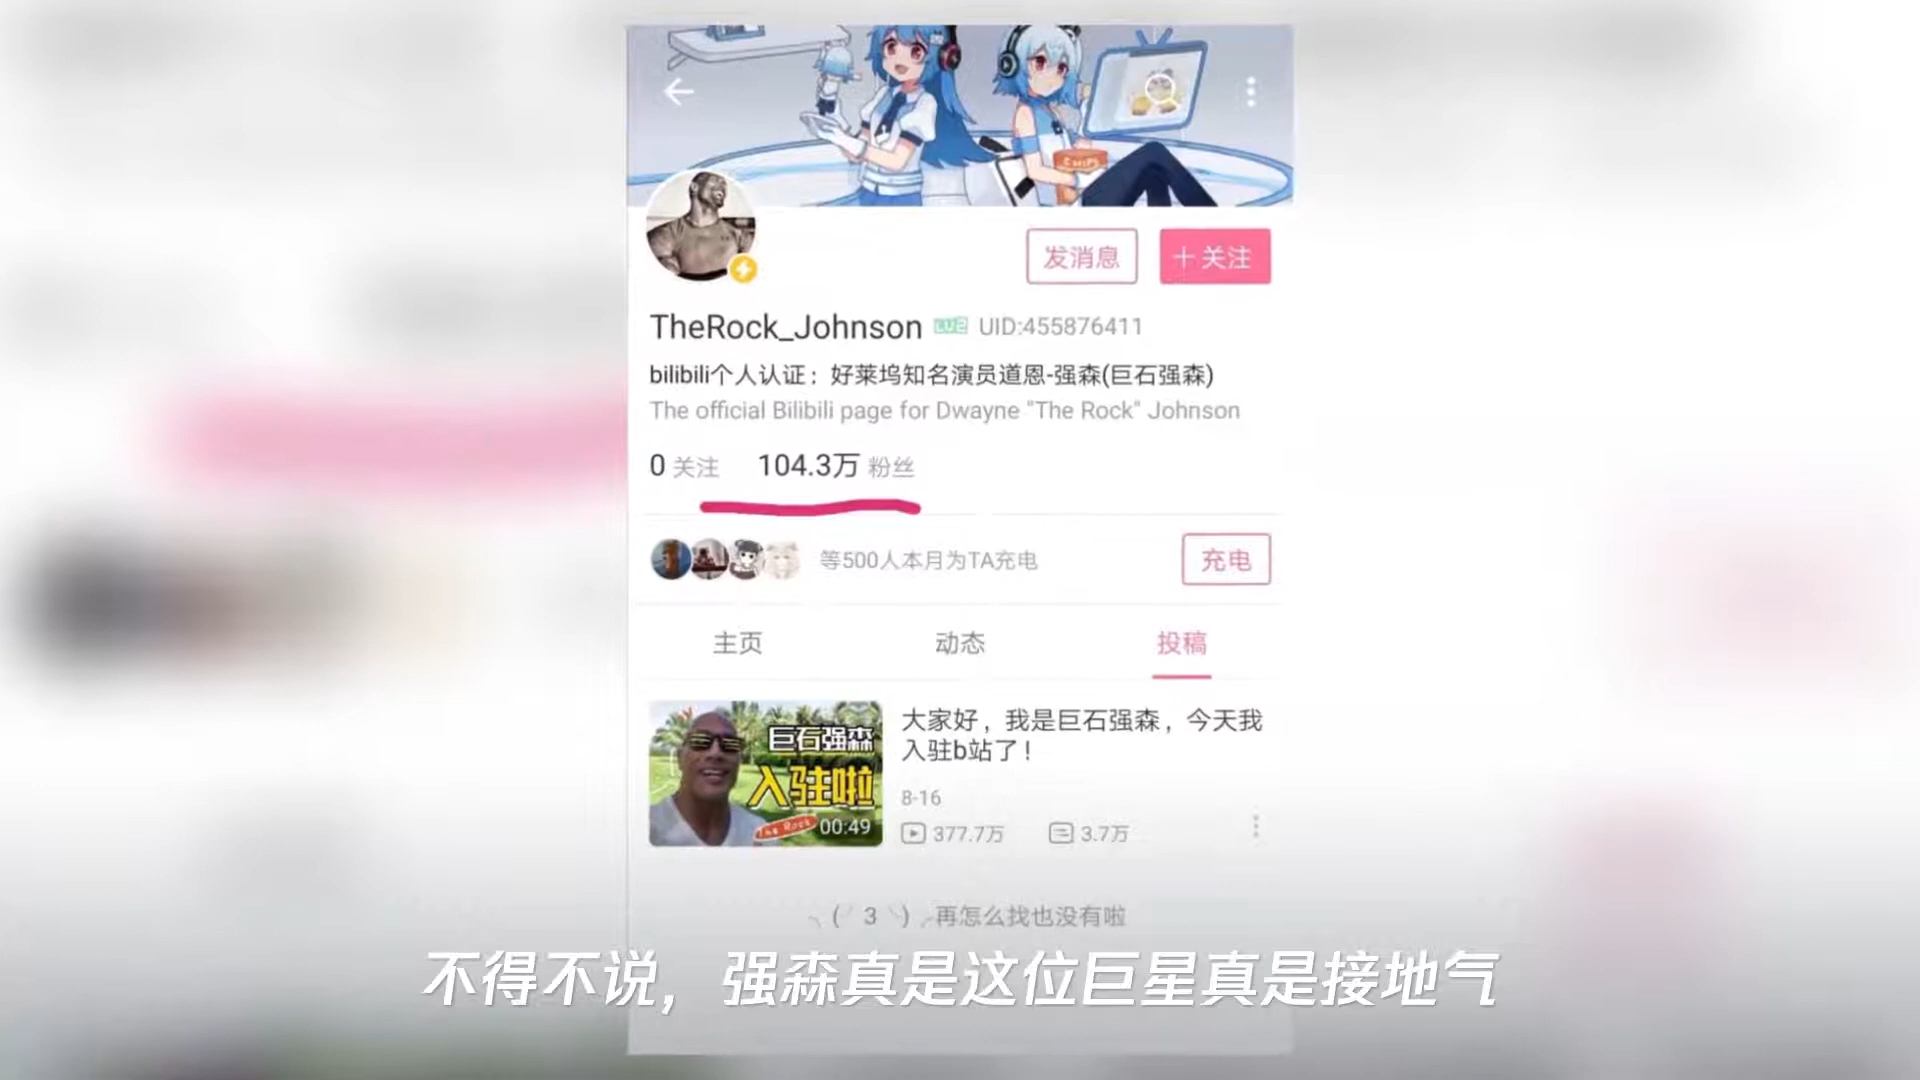 CHIPS
发消息
+关注
TheRock_Johnson LV2 UID:455876411
bilibili个人认证：好莱坞知名演员道恩-强森(巨石强森)
The official Bilibili page for Dwayne "The Rock" Johnson
0 关注 104.3万 粉丝
等500人本月为TA充电
充电
主页 动态 投稿
巨石强森
入驻啦
The Rock
00:49
大家好，我是巨石强森，今天我
入驻b站了！
8-16
377.7万 3.7万
╮(╯3╰)╭再怎么找也没有啦
不得不说，强森真是这位巨星真是接地气